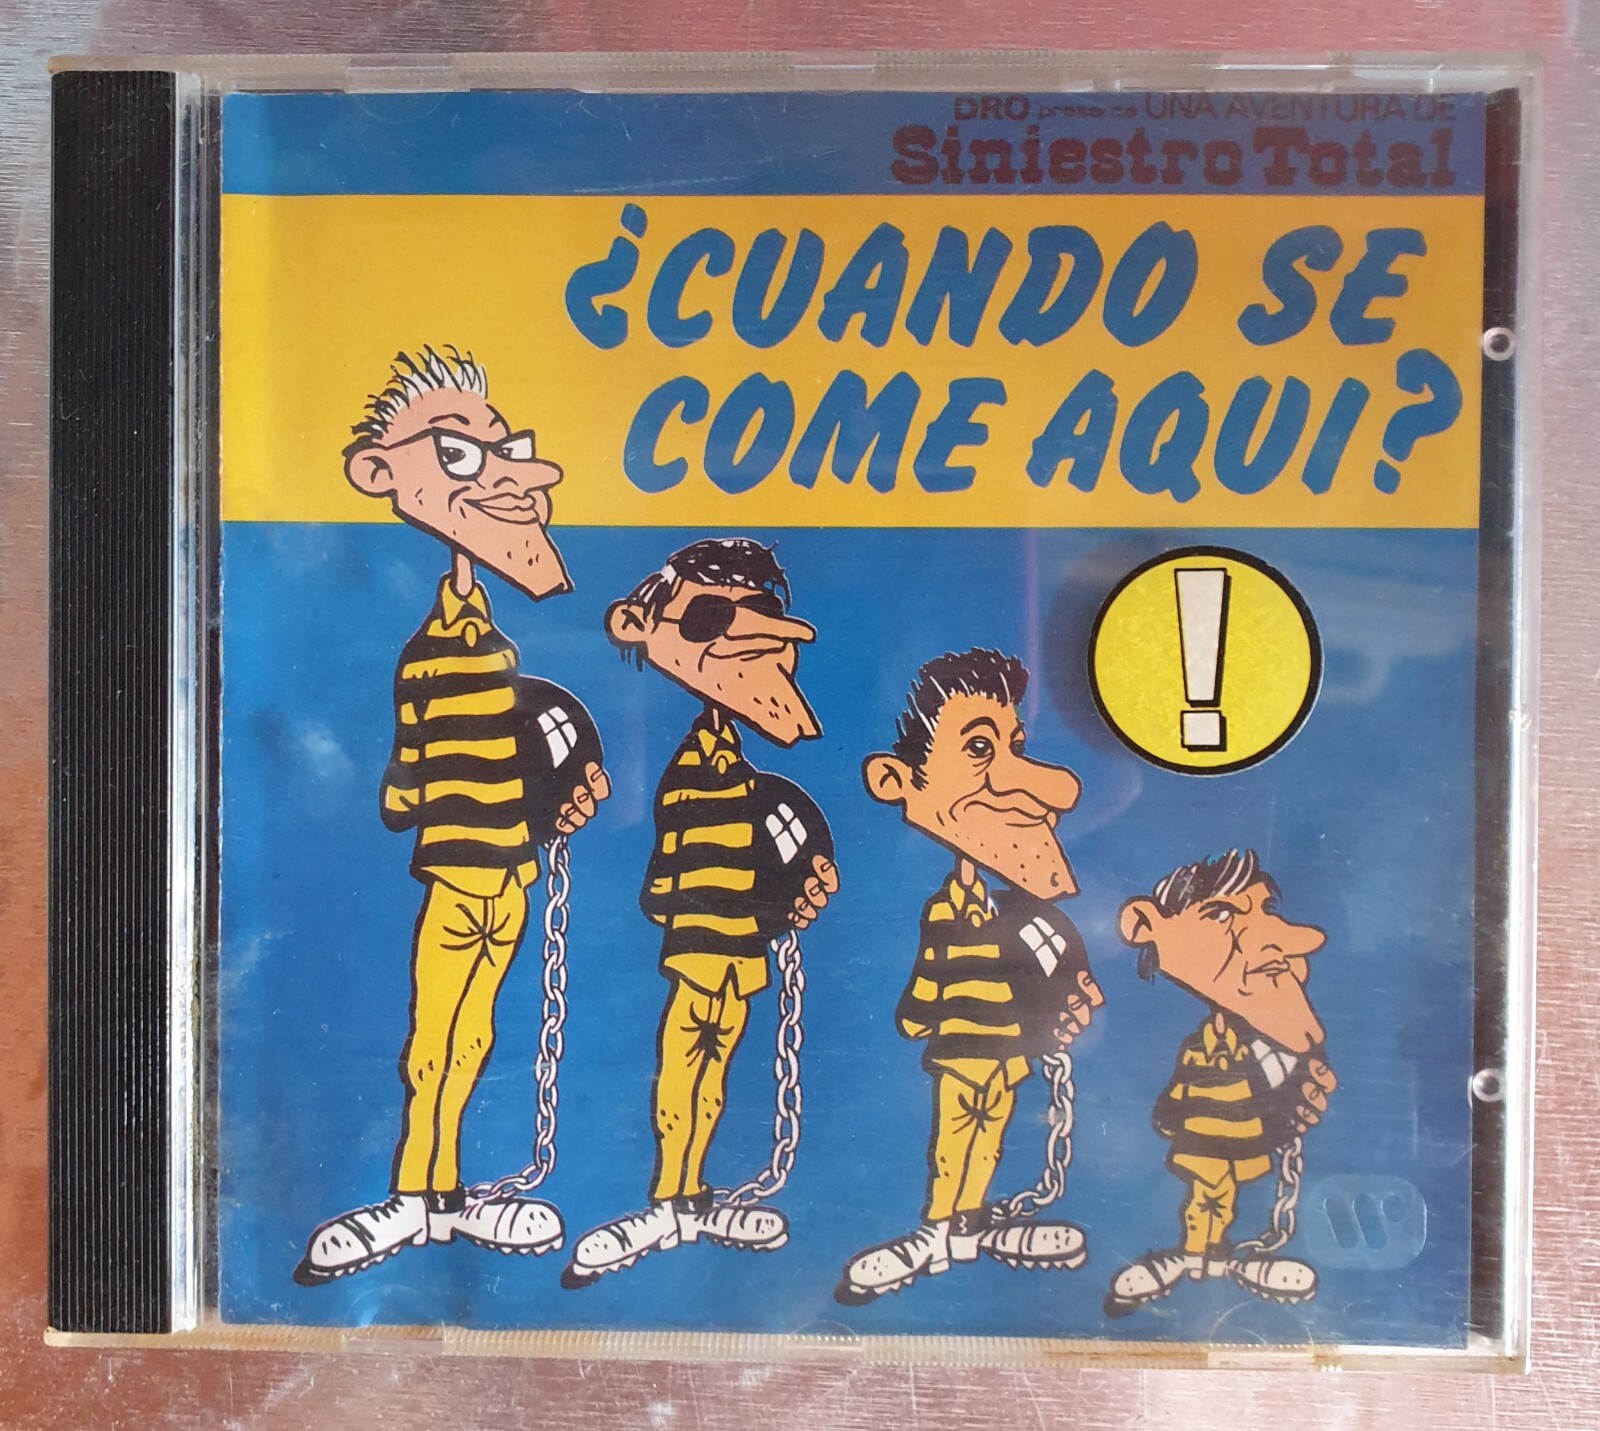 DRO presenta UNA AVENTURA DE
Siniestro Total
¿CUANDO SE
COME AQUI?
!